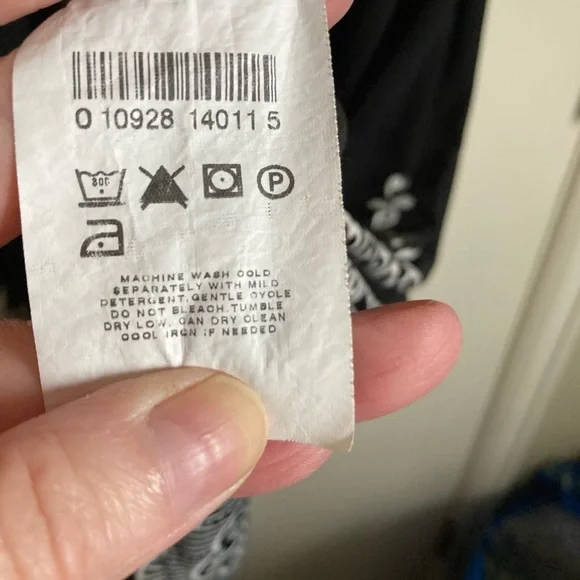 0 10928 14011 5
30°
P
MACHINE WASH COLD
SEPARATELY WITH MILD
DETERGENT.GENTLE CYCLE
DO NOT BLEACH.TUMBLE
DRY LOW. CAN DRY CLEAN
COOL IRON IF NEEDED